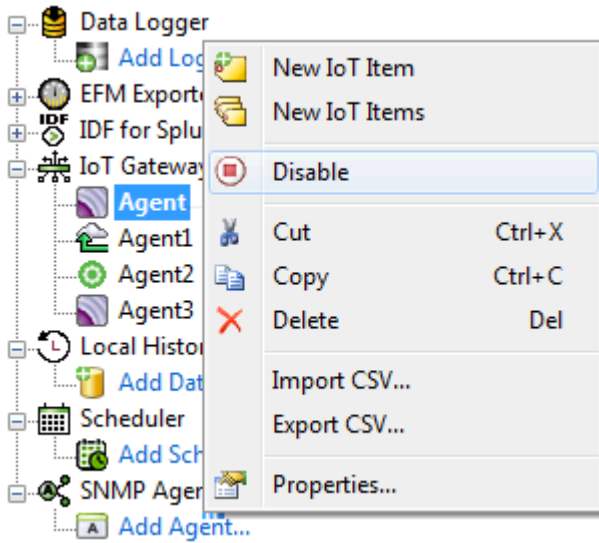 Data Logger
Add Log
EFM Exporte
IDF for Splu
IoT Gateway
Agent
Agent1
Agent2
Agent3
Local Histor
Add Dat
Scheduler
Add Sch
SNMP Agen
Add Agent...
New IoT Item
New IoT Items
Disable
Cut Ctrl+X
Copy Ctrl+C
Delete Del
Import CSV...
Export CSV...
Properties...